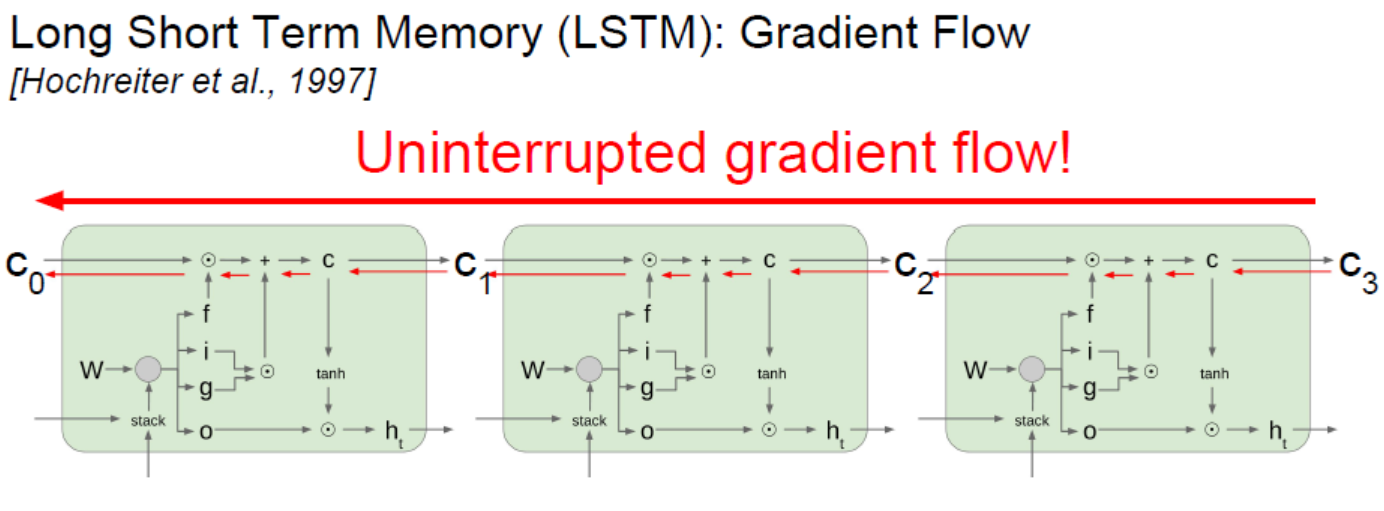 Long Short Term Memory (LSTM): Gradient Flow
[Hochreiter et al., 1997]
Uninterrupted gradient flow!
c0 ⊙ + c c1 ⊙ + c c2 ⊙ + c c3
f f f
i i i
W ⊙ tanh W ⊙ tanh W ⊙ tanh
g g g
stack stack stack
o ⊙ ht o ⊙ ht o ⊙ ht